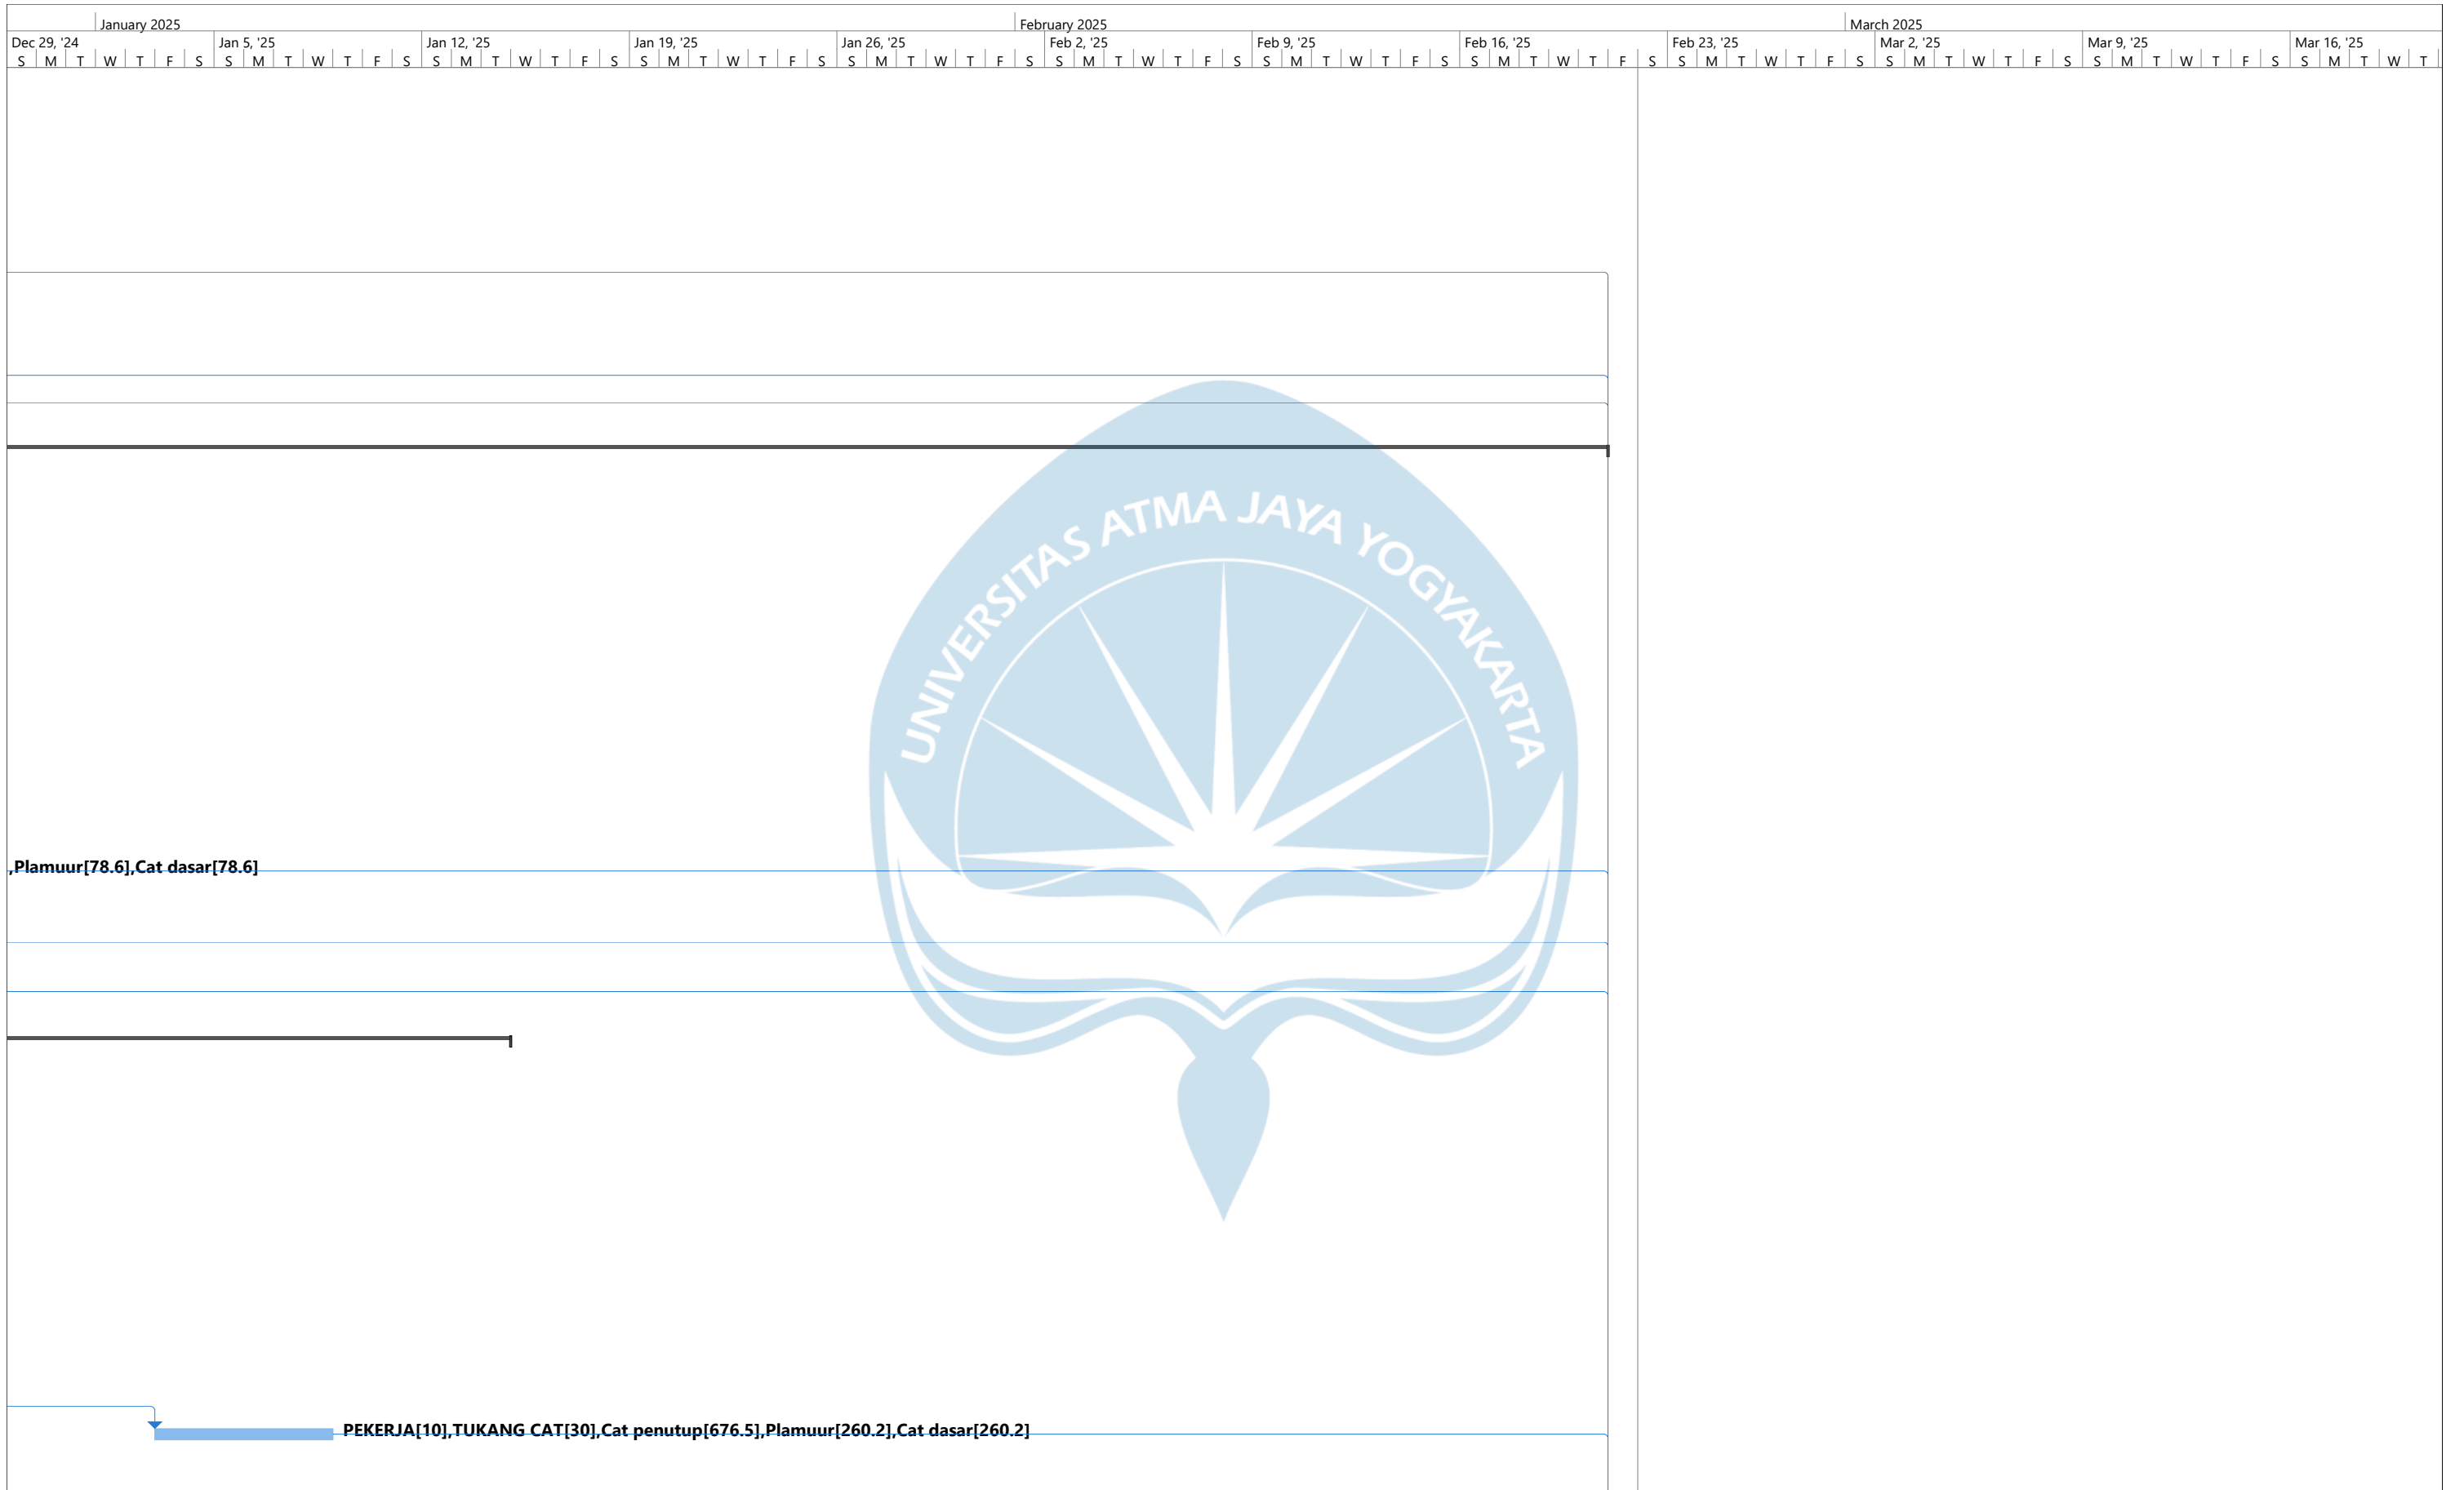 January 2025 February 2025 March 2025
Dec 29, '24 Jan 5, '25 Jan 12, '25 Jan 19, '25 Jan 26, '25 Feb 2, '25 Feb 9, '25 Feb 16, '25 Feb 23, '25 Mar 2, '25 Mar 9, '25 Mar 16, '25
S M T W T F S S M T W T F S S M T W T F S S M T W T F S S M T W T F S S M T W T F S S M T W T F S S M T W T F S S M T W T F S S M T W T F S S M T W T F S S M T W T
UNIVERSITAS ATMA JAYA YOGYAKARTA
,Plamuur[78.6],Cat dasar[78.6]
PEKERJA[10],TUKANG CAT[30],Cat penutup[676.5],Plamuur[260.2],Cat dasar[260.2]